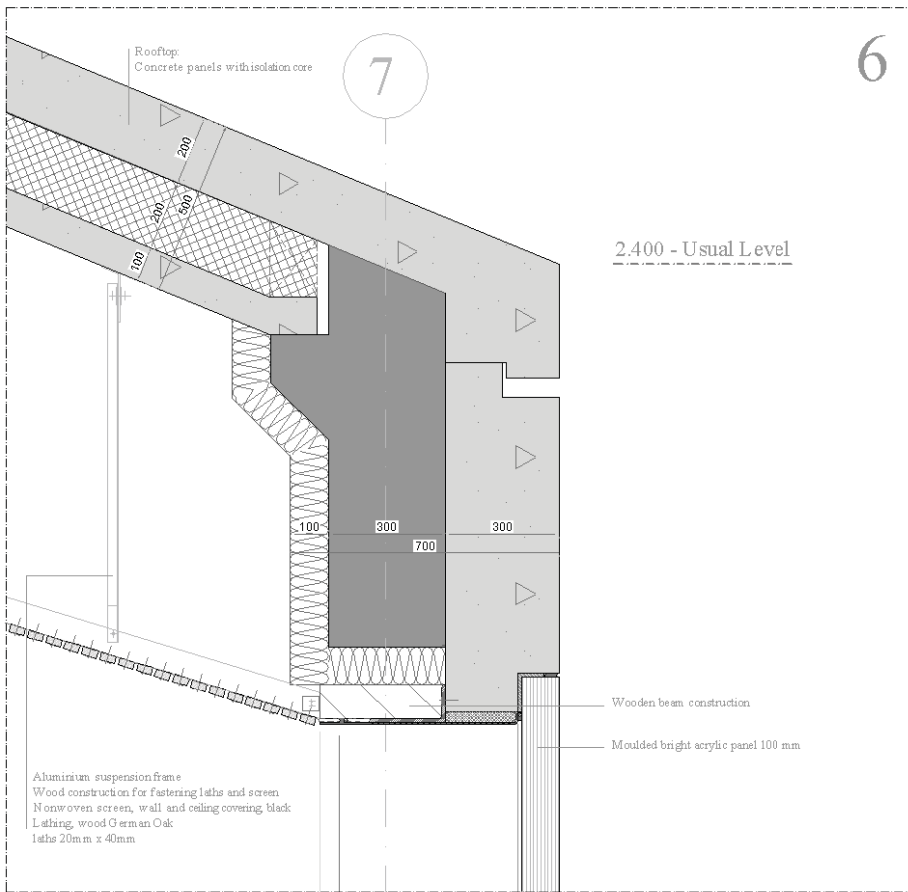 Rooftop:
Concrete panels with isolation core
7
6
200
200
500
100
2.400 - Usual Level
100
300
300
700
Wooden beam construction
Moulded bright acrylic panel 100 mm
Aluminium suspension frame
Wood construction for fastening laths and screen
Nonwoven screen, wall and ceiling covering, black
Lathing, wood German Oak
laths 20mm x 40mm